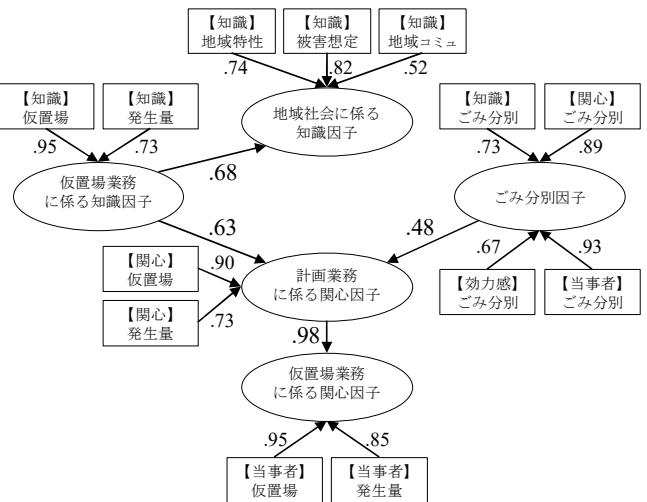 【知識】
地域特性
【知識】
被害想定
【知識】
地域コミュ
.74
.82
.52
【知識】
仮置場
【知識】
発生量
地域社会に係る
知識因子
【知識】
ごみ分別
【関心】
ごみ分別
.95
.73
.73
.89
.68
仮置場業務
に係る知識因子
ごみ分別因子
.63
.48
【関心】
仮置場
.90
計画業務
に係る関心因子
.67
.93
【効力感】
ごみ分別
【当事者】
ごみ分別
【関心】
発生量
.73
.98
仮置場業務
に係る関心因子
.95
.85
【当事者】
仮置場
【当事者】
発生量